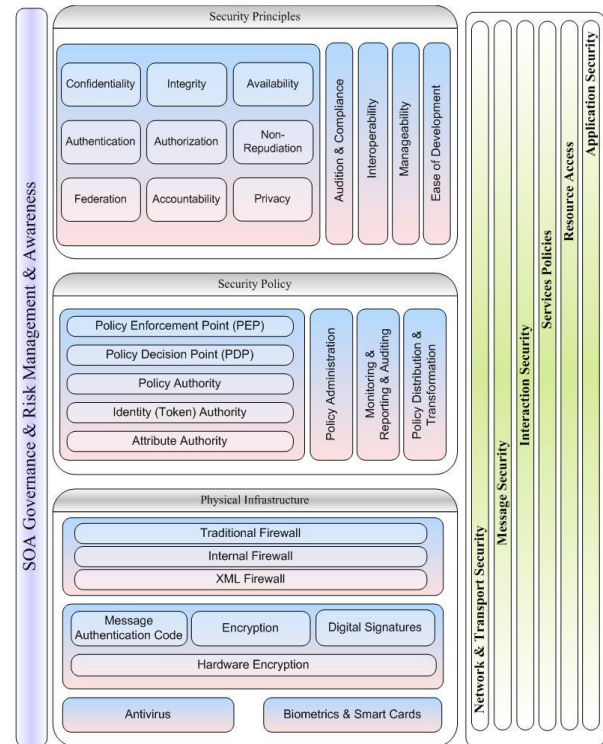 SOA Governance & Risk Management & Awareness
Security Principles
Confidentiality
Integrity
Availability
Authentication
Authorization
Non-
Repudiation
Federation
Accountability
Privacy
Audition & Compliance
Interoperability
Manageability
Ease of Development
Security Policy
Policy Enforcement Point (PEP)
Policy Decision Point (PDP)
Policy Authority
Identity (Token) Authority
Attribute Authority
Policy Administration
Monitoring &
Reporting & Auditing
Policy Distribution &
Transformation
Physical Infrastructure
Traditional Firewall
Internal Firewall
XML Firewall
Message
Authentication Code
Encryption
Digital Signatures
Hardware Encryption
Antivirus
Biometrics & Smart Cards
Network & Transport Security
Message Security
Interaction Security
Services Policies
Resource Access
Application Security